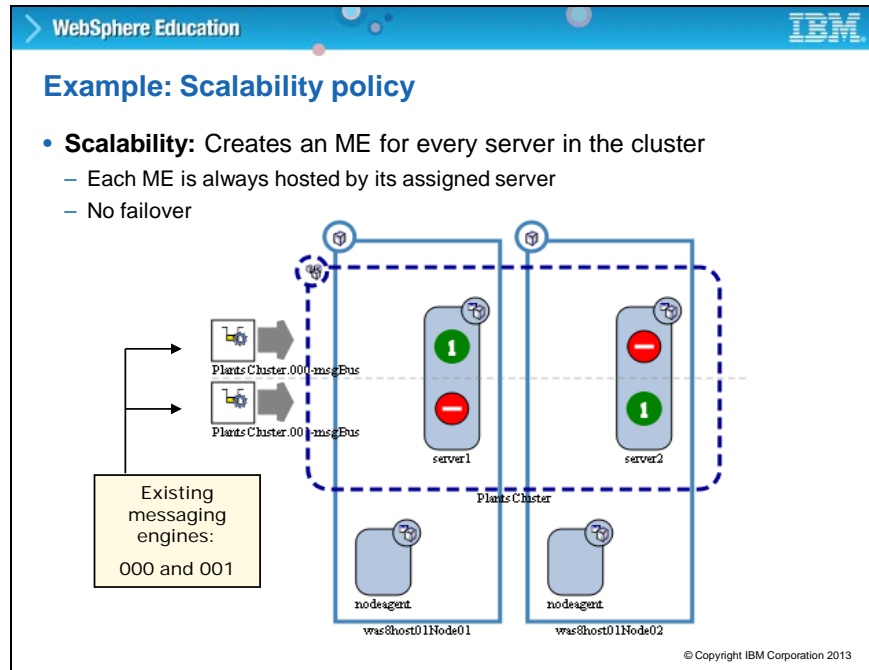 WebSphere Education
IBM
Example: Scalability policy
• Scalability: Creates an ME for every server in the cluster
– Each ME is always hosted by its assigned server
– No failover
PlantsCluster.000-msgBus
1
PlantsCluster.001-msgBus
1
server1
server2
PlantsCluster
Existing
messaging
engines:
000 and 001
nodeagent
nodeagent
was8host01Node01
was8host01Node02
© Copyright IBM Corporation 2013